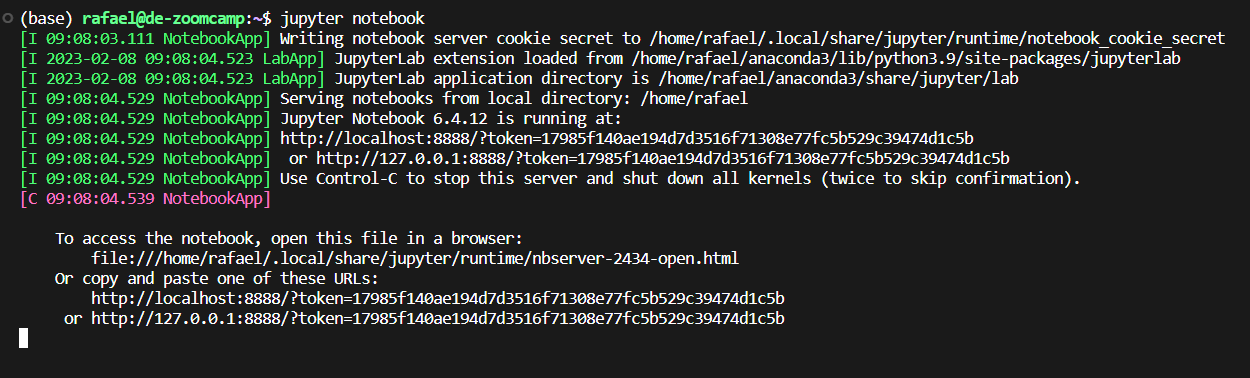 (base) rafael@de-zoomcamp:~$ jupyter notebook
[I 09:08:03.111 NotebookApp] Writing notebook server cookie secret to /home/rafael/.local/share/jupyter/runtime/notebook_cookie_secret
[I 2023-02-08 09:08:04.523 LabApp] JupyterLab extension loaded from /home/rafael/anaconda3/lib/python3.9/site-packages/jupyterlab
[I 2023-02-08 09:08:04.523 LabApp] JupyterLab application directory is /home/rafael/anaconda3/share/jupyter/lab
[I 09:08:04.529 NotebookApp] Serving notebooks from local directory: /home/rafael
[I 09:08:04.529 NotebookApp] Jupyter Notebook 6.4.12 is running at:
[I 09:08:04.529 NotebookApp] http://localhost:8888/?token=17985f140ae194d7d3516f71308e77fc5b529c39474d1c5b
[I 09:08:04.529 NotebookApp]  or http://127.0.0.1:8888/?token=17985f140ae194d7d3516f71308e77fc5b529c39474d1c5b
[I 09:08:04.529 NotebookApp] Use Control-C to stop this server and shut down all kernels (twice to skip confirmation).
[C 09:08:04.539 NotebookApp]
To access the notebook, open this file in a browser:
file:///home/rafael/.local/share/jupyter/runtime/nbserver-2434-open.html
Or copy and paste one of these URLs:
http://localhost:8888/?token=17985f140ae194d7d3516f71308e77fc5b529c39474d1c5b
or http://127.0.0.1:8888/?token=17985f140ae194d7d3516f71308e77fc5b529c39474d1c5b